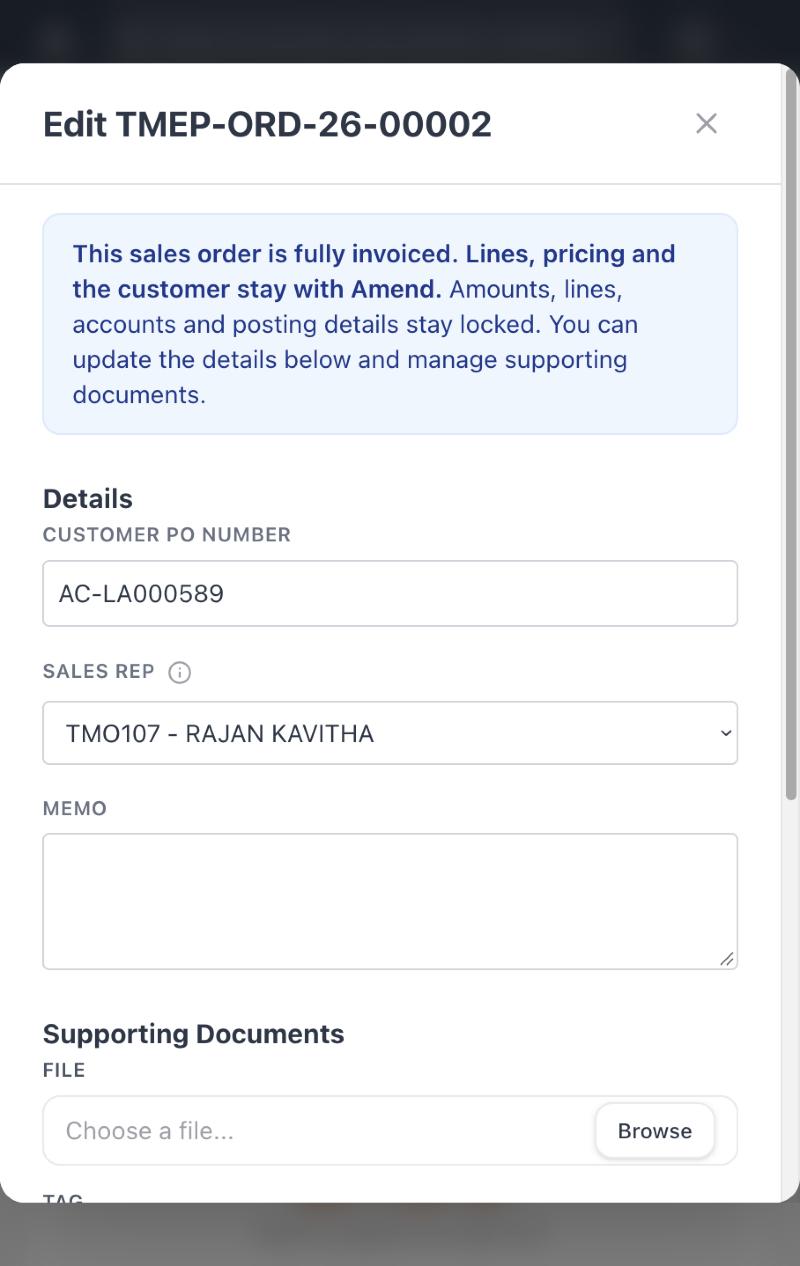 Edit TMEP-ORD-26-00002
This sales order is fully invoiced. Lines, pricing and
the customer stay with Amend. Amounts, lines,
accounts and posting details stay locked. You can
update the details below and manage supporting
documents.
Details
CUSTOMER PO NUMBER
AC-LA000589
SALES REP
TMO107 - RAJAN KAVITHA
MEMO
Supporting Documents
FILE
Choose a file...
Browse
TAG